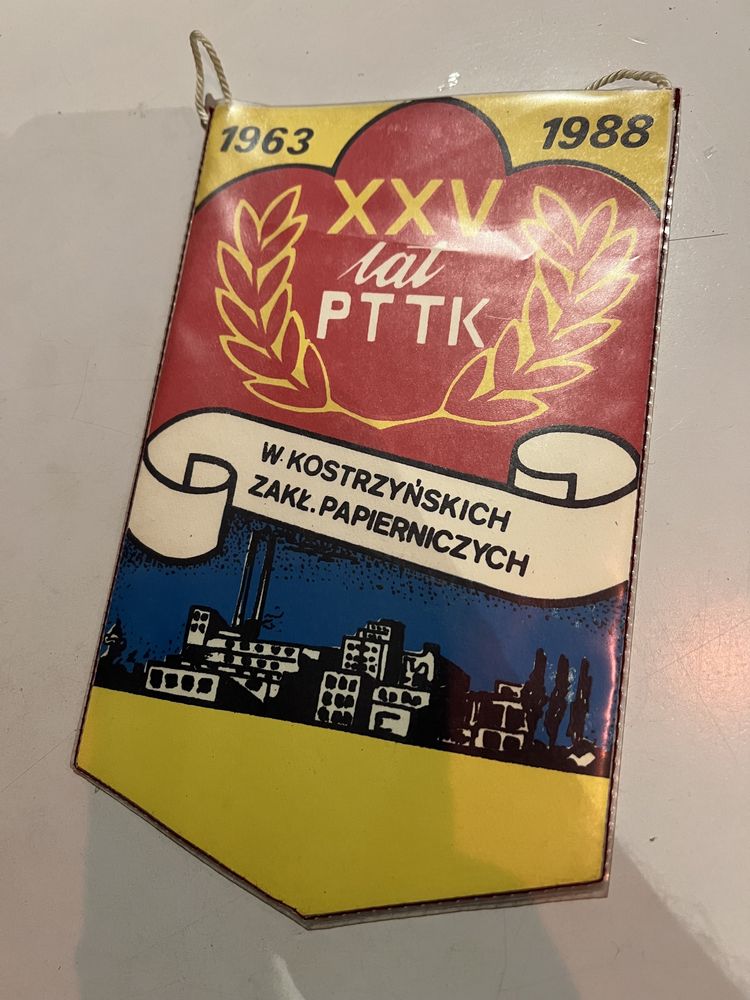 1963 1988
XXV
lat
PTTK
W. KOSTRZYŃSKICH
ZAKŁ. PAPIERNICZYCH